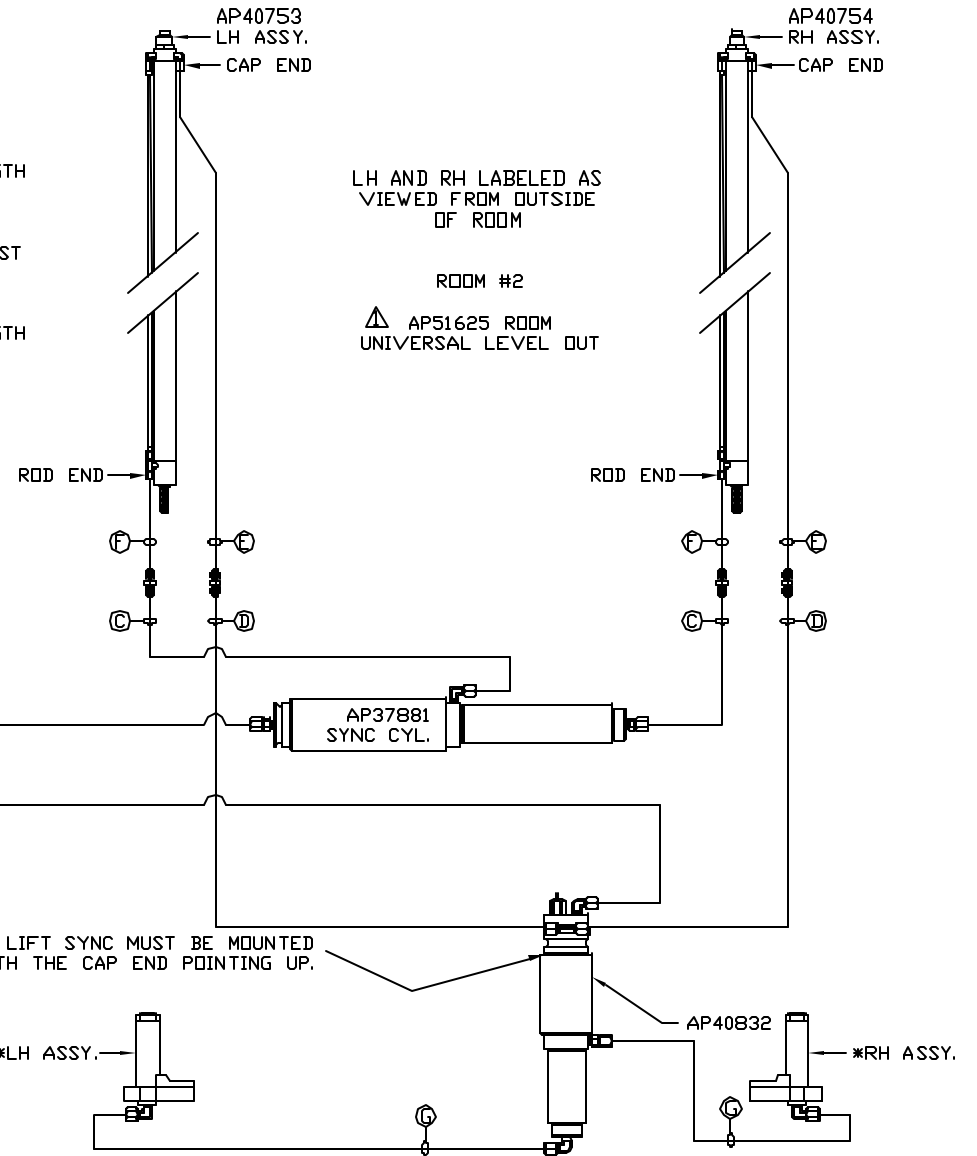 AP40753
LH ASSY.
CAP END
AP40754
RH ASSY.
CAP END
LH AND RH LABELED AS
VIEWED FROM OUTSIDE
OF ROOM
ROOM #2
1 AP51625 ROOM
UNIVERSAL LEVEL OUT
ST
ROD END
ROD END
F
E
F
E
C
D
C
D
AP37881
SYNC CYL.
LIFT SYNC MUST BE MOUNTED
TH THE CAP END POINTING UP.
AP40832
*LH ASSY.
*RH ASSY.
G
G